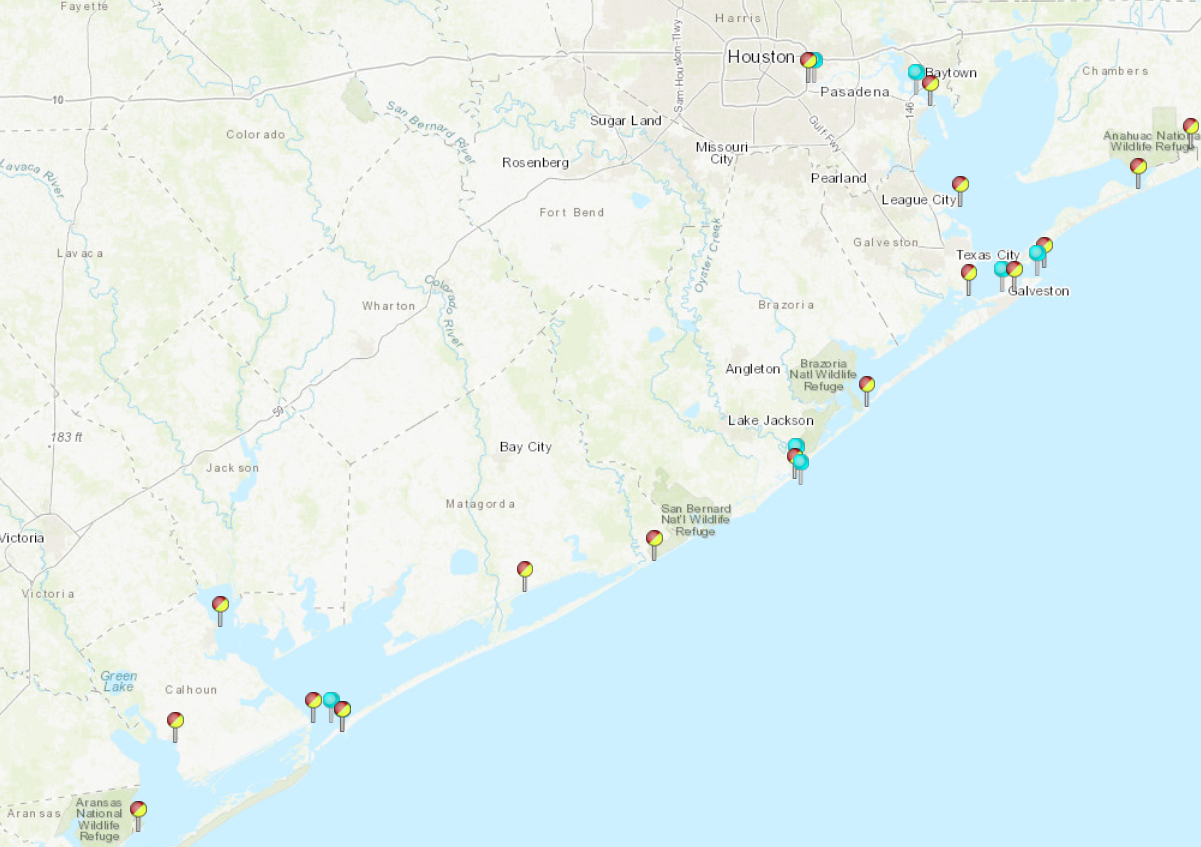 Fayette
Harris
71
Houston
Sam-Houston-Tlwy
10
Baytown
Chambers
Pasadena
146
San Bernard
River
Colorado
Sugar Land
Gulf Fwy
Anahuac National
Wildlife Refuge
Missouri
City
Rosenberg
Lavaca
River
Pearland
League City
Fort Bend
Oyster Creek
Galveston
Lavaca
Texas City
Colorado
River
Galveston
Wharton
Brazoria
Angleton
Brazoria
Natl Wildlife
Refuge
59
Lake Jackson
183 ft
Bay City
Jackson
Matagorda
San Bernard
Nat'l Wildlife
Refuge
Victoria
Victoria
Green
Lake
Calhoun
Aransas
National
Wildlife
Refuge
Aransas